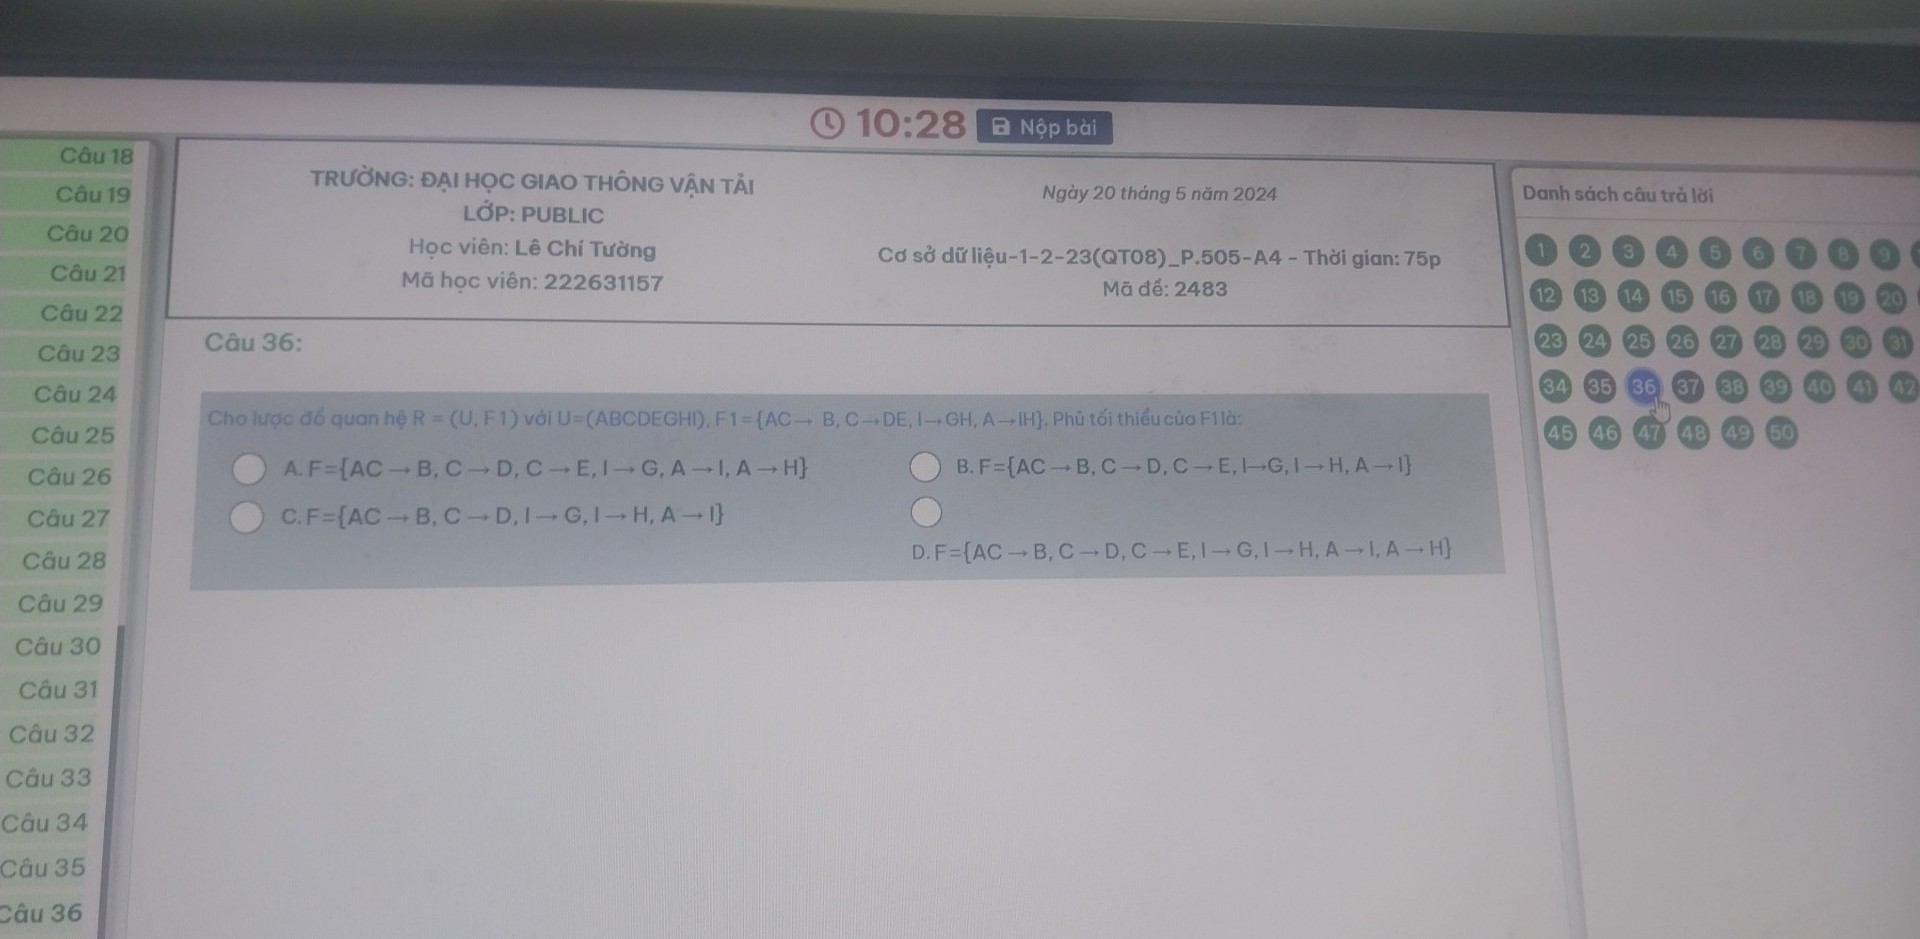 10:28 Nộp bài
Câu 18
Câu 19
Câu 20
Câu 21
Câu 22
Câu 23
Câu 24
Câu 25
Câu 26
Câu 27
Câu 28
Câu 29
Câu 30
Câu 31
Câu 32
Câu 33
Câu 34
Câu 35
Câu 36
TRƯỜNG: ĐẠI HỌC GIAO THÔNG VẬN TẢI
LỚP: PUBLIC
Học viên: Lê Chí Tường
Mã học viên: 222631157
Ngày 20 tháng 5 năm 2024
Cơ sở dữ liệu-1-2-23(QT08)_P.505-A4 - Thời gian: 75p
Mã đề: 2483
Câu 36:
Cho lược đồ quan hệ R = (U, F1) với U=(ABCDEGHI), F1={AC→ B, C→DE, I→GH, A→IH}. Phủ tối thiểu của F1 là:
A. F={AC→B, C→D, C→E, I→G, A→I, A→H}
B. F={AC→B, C→D, C→E, I→G, I→H, A→I}
C. F={AC→B, C→D, I→G, I→H, A→I}
D. F={AC→B, C→D, C→E, I→G, I→H, A→I, A→H}
Danh sách câu trả lời
1 2 3 4 5 6 7 8 9
12 13 14 15 16 17 18 19 20
23 24 25 26 27 28 29 30 31
34 35 36 37 38 39 40 41 42
45 46 47 48 49 50